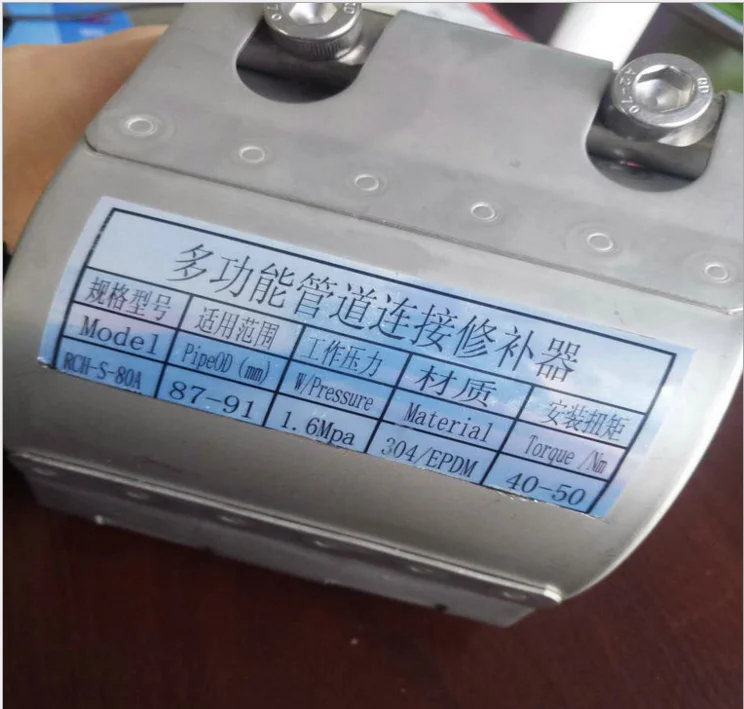 多功能管道连接修补器
规格型号 适用范围 工作压力 材质 安装扭矩
Model PipeOD (mm) W/Pressure Material Torque /Nm
RCH-S-80A 87-91 1.6Mpa 304/EPDM 40-50
A2-70